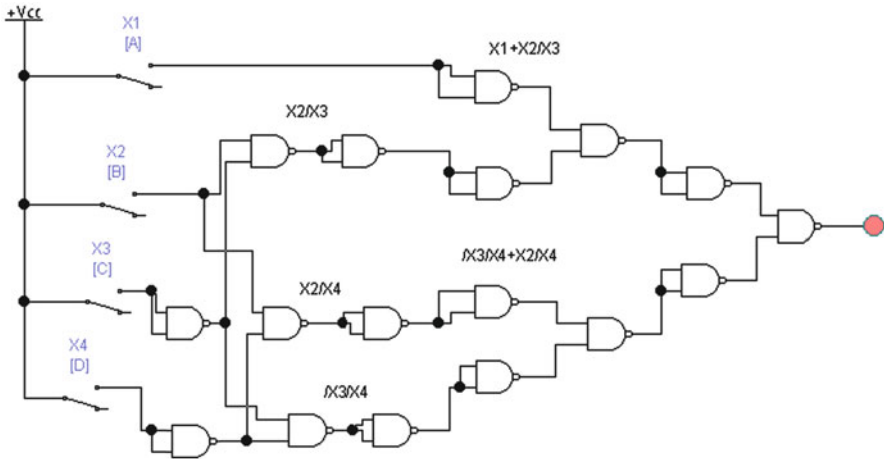 +Vcc
X1
[A]
X1+X2/X3
X2/X3
X2
[B]
X3
[C]
X2/X4
/X3/X4+X2/X4
X4
[D]
/X3/X4